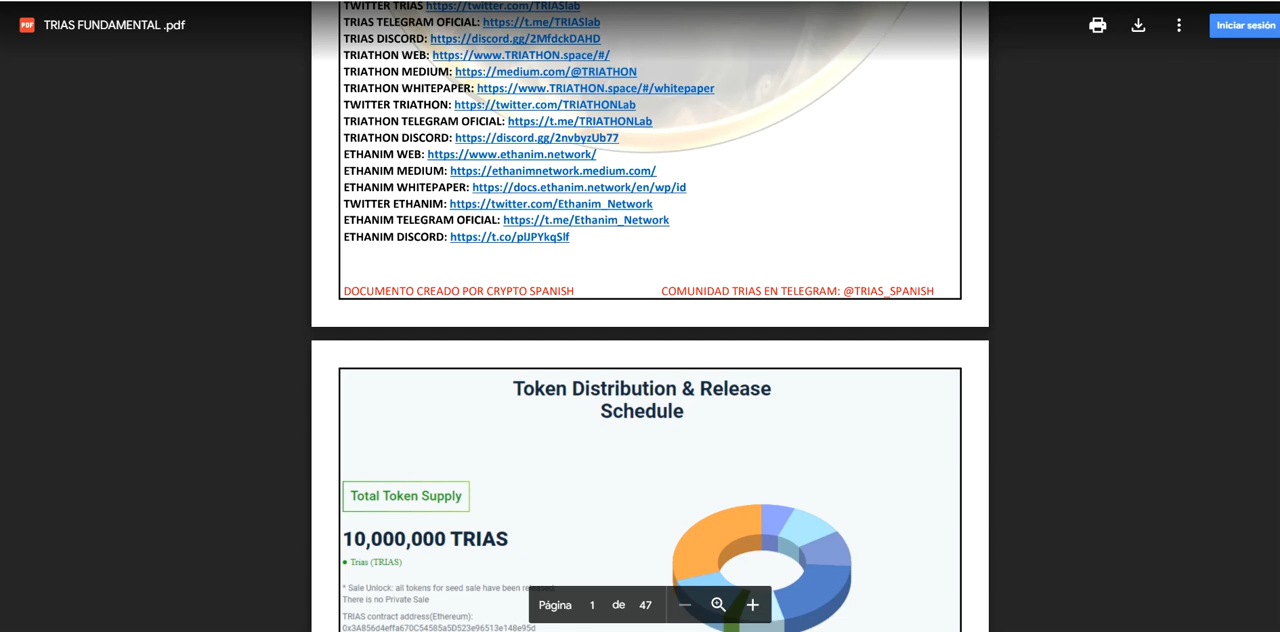 TWITTER TRIAS https://twitter.com/TRIASlab
TRIAS FUNDAMENTAL .pdf
Iniciar sesión
TRIAS TELEGRAM OFICIAL: https://t.me/TRIASlab
TRIAS DISCORD: https://discord.gg/2MfdckDAHD
TRIATHON WEB: https://www.TRIATHON.space/#/
TRIATHON MEDIUM: https://medium.com/@TRIATHON
TRIATHON WHITEPAPER: https://www.TRIATHON.space/#/whitepaper
TWITTER TRIATHON: https://twitter.com/TRIATHONLab
TRIATHON TELEGRAM OFICIAL: https://t.me/TRIATHONLab
TRIATHON DISCORD: https://discord.gg/2nvbyzUb77
ETHANIM WEB: https://www.ethanim.network/
ETHANIM MEDIUM: https://ethanimnetwork.medium.com/
ETHANIM WHITEPAPER: https://docs.ethanim.network/en/wp/id
TWITTER ETHANIM: https://twitter.com/Ethanim_Network
ETHANIM TELEGRAM OFICIAL: https://t.me/Ethanim_Network
ETHANIM DISCORD: https://t.co/plJPYkqSlf
DOCUMENTO CREADO POR CRYPTO SPANISH COMUNIDAD TRIAS EN TELEGRAM: @TRIAS_SPANISH
Token Distribution & Release
Schedule
Total Token Supply
10,000,000 TRIAS
● Trias (TRIAS)
* Sale Unlock: all tokens for seed sale have been released.
There is no Private Sale
TRIAS contract address(Ethereum):
0x3A856d4effa670C54585a5D523e96513e148e95d
Página 1 de 47